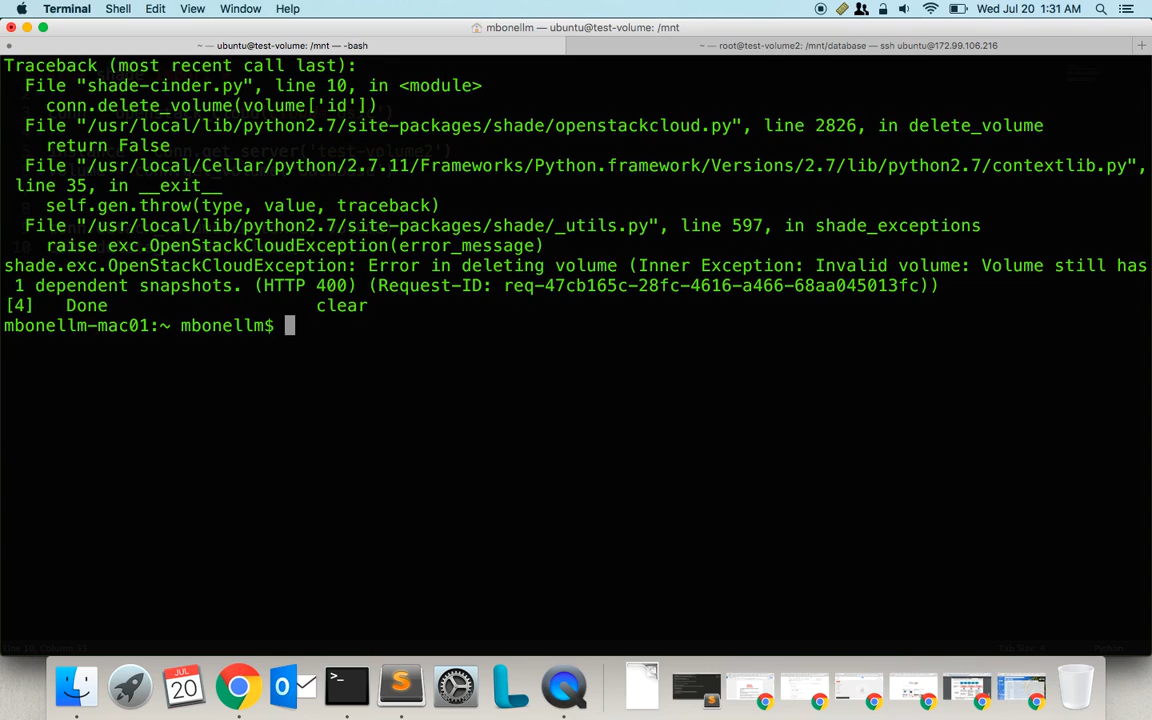 Terminal Shell Edit View Window Help Wed Jul 20 1:31 AM
mbonellm — ubuntu@test-volume: /mnt
~ — ubuntu@test-volume: /mnt — -bash ~ — root@test-volume2: /mnt/database — ssh ubuntu@172.99.106.216
Traceback (most recent call last):
File "shade-cinder.py", line 10, in <module>
conn.delete_volume(volume['id'])
File "/usr/local/lib/python2.7/site-packages/shade/openstackcloud.py", line 2826, in delete_volume
return False
File "/usr/local/Cellar/python/2.7.11/Frameworks/Python.framework/Versions/2.7/lib/python2.7/contextlib.py",
line 35, in __exit__
self.gen.throw(type, value, traceback)
File "/usr/local/lib/python2.7/site-packages/shade/_utils.py", line 597, in shade_exceptions
raise exc.OpenStackCloudException(error_message)
shade.exc.OpenStackCloudException: Error in deleting volume (Inner Exception: Invalid volume: Volume still has
1 dependent snapshots. (HTTP 400) (Request-ID: req-47cb165c-28fc-4616-a466-68aa045013fc))
[4] Done clear
mbonellm-mac01:~ mbonellm$
JUL
20